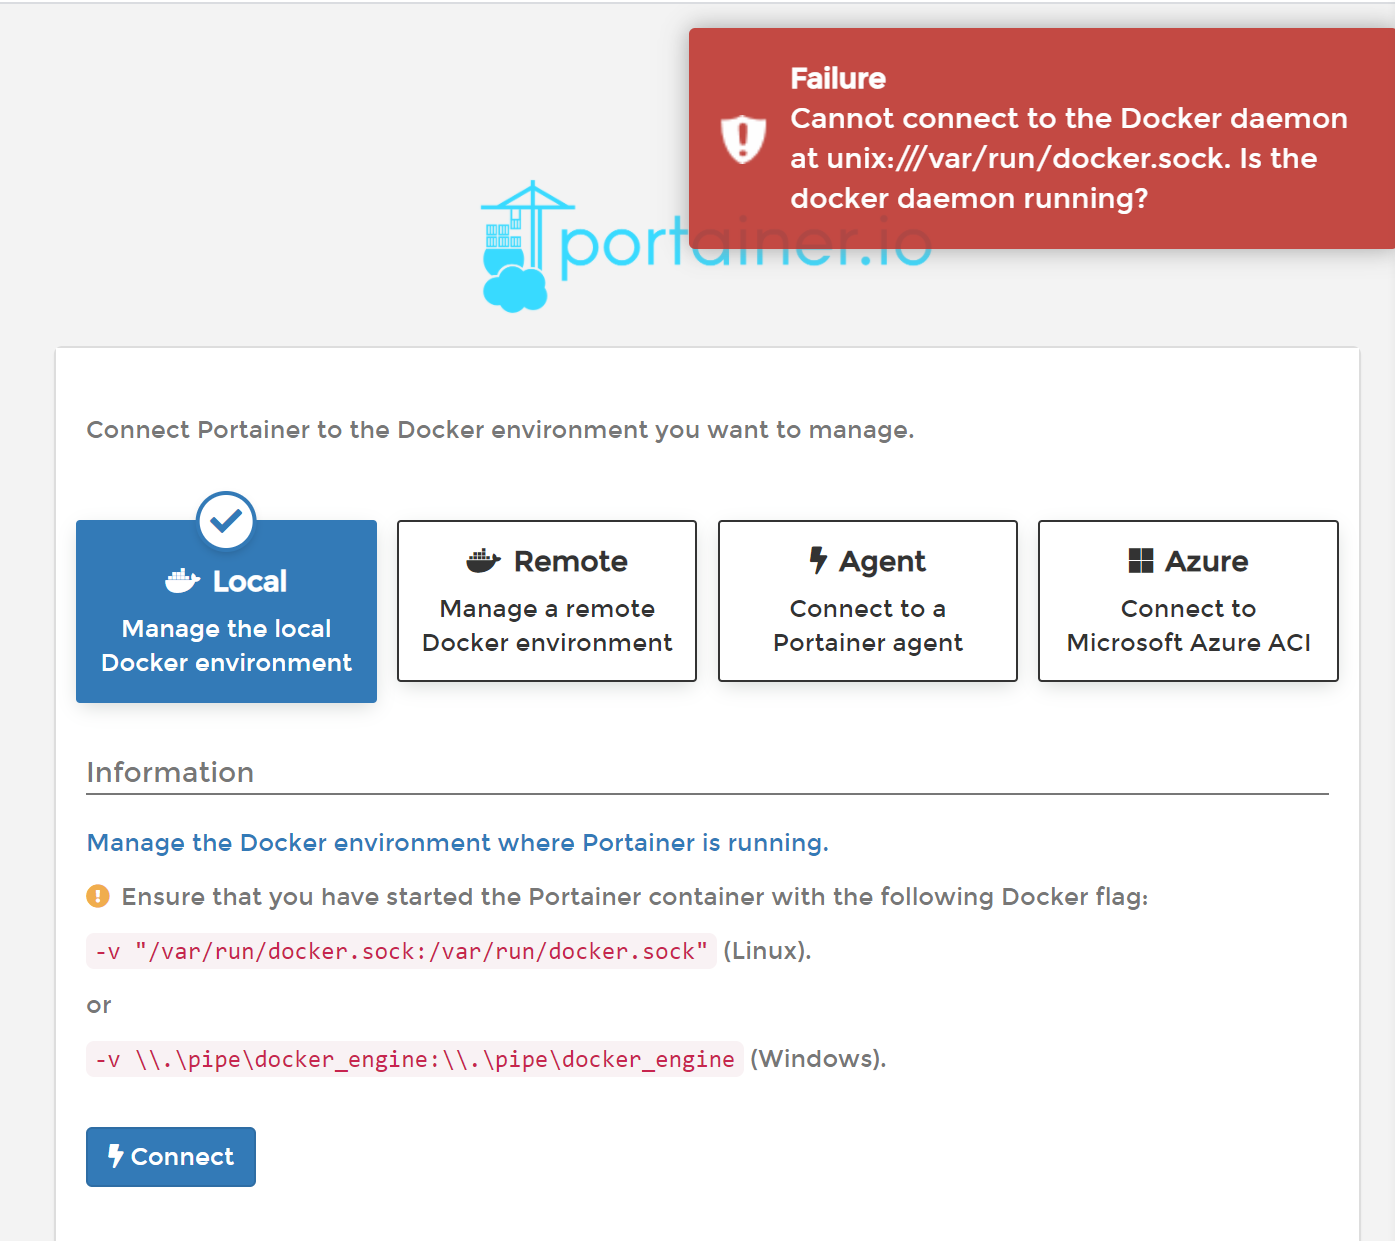 Failure
Cannot connect to the Docker daemon
at unix:///var/run/docker.sock. Is the
docker daemon running?
portainer.io
Connect Portainer to the Docker environment you want to manage.
Local
Manage the local
Docker environment
Remote
Manage a remote
Docker environment
Agent
Connect to a
Portainer agent
Azure
Connect to
Microsoft Azure ACI
Information
Manage the Docker environment where Portainer is running.
Ensure that you have started the Portainer container with the following Docker flag:
-v "/var/run/docker.sock:/var/run/docker.sock" (Linux).
or
-v \\.\pipe\docker_engine:\\.\pipe\docker_engine (Windows).
Connect